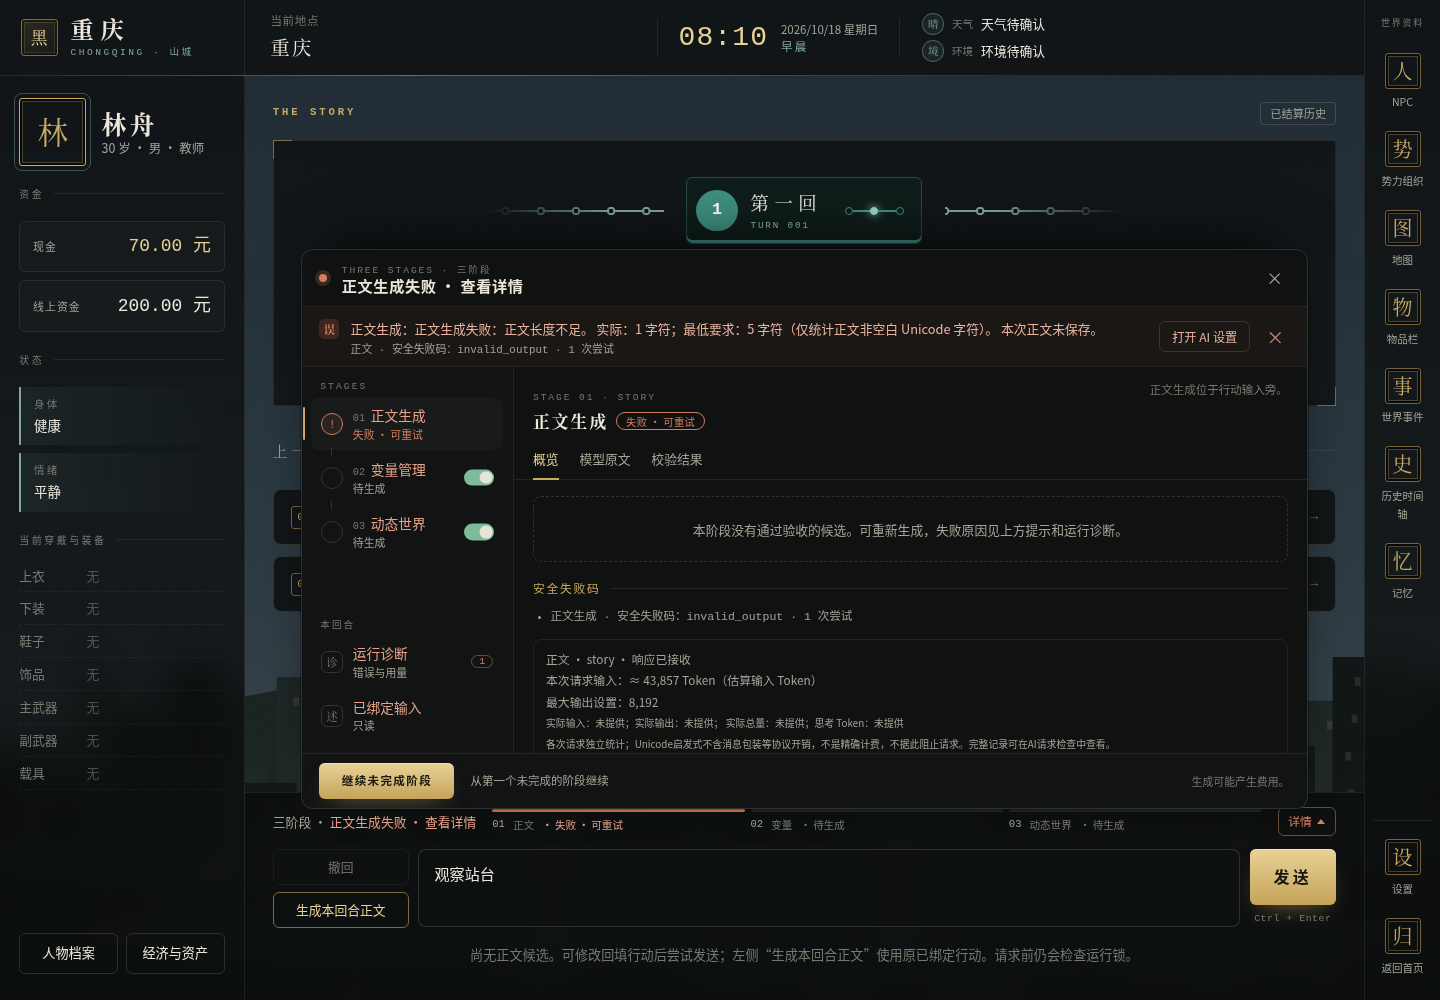 黑
重庆
CHONGQING · 山城
当前地点
重庆
08:10
2026/10/18 星期日
早晨
晴 天气 天气待确认
境 环境 环境待确认
世界资料
人
NPC
势
势力组织
图
地图
物
物品栏
事
世界事件
史
历史时间
轴
忆
记忆
设
设置
归
返回首页
林
林舟
30 岁 · 男 · 教师
资金
现金 70.00 元
线上资金 200.00 元
状态
身体
健康
情绪
平静
当前穿戴与装备
上衣 无
下装 无
鞋子 无
饰品 无
主武器 无
副武器 无
载具 无
人物档案
经济与资产
THE STORY
已结算历史
1
第一回
TURN 001
上
THREE STAGES · 三阶段
正文生成失败 · 查看详情
误
正文生成：正文生成失败：正文长度不足。 实际：1 字符；最低要求：5 字符（仅统计正文非空白 Unicode 字符）。 本次正文未保存。
正文 · 安全失败码：invalid_output · 1 次尝试
打开 AI 设置
STAGES
! 01 正文生成
失败 · 可重试
02 变量管理
待生成
03 动态世界
待生成
本回合
诊 运行诊断
错误与用量
1
述 已绑定输入
只读
正文生成位于行动输入旁。
STAGE 01 · STORY
正文生成 失败 · 可重试
概览 模型原文 校验结果
本阶段没有通过验收的候选。可重新生成，失败原因见上方提示和运行诊断。
安全失败码
• 正文生成 · 安全失败码：invalid_output · 1 次尝试
正文 · story · 响应已接收
本次请求输入：≈ 43,857 Token（估算输入 Token）
最大输出设置：8,192
实际输入：未提供；实际输出：未提供； 实际总量：未提供；思考 Token：未提供
各次请求独立统计；Unicode启发式不含消息包装等协议开销，不是精确计费，不据此阻止请求。完整记录可在AI请求检查中查看。
继续未完成阶段
从第一个未完成的阶段继续
生成可能产生费用。
三阶段 · 正文生成失败 · 查看详情
01 正文 · 失败 · 可重试
02 变量 · 待生成
03 动态世界 · 待生成
详情
撤回
生成本回合正文
观察站台
发送
Ctrl + Enter
尚无正文候选。可修改回填行动后尝试发送；左侧“生成本回合正文”使用原已绑定行动。请求前仍会检查运行锁。